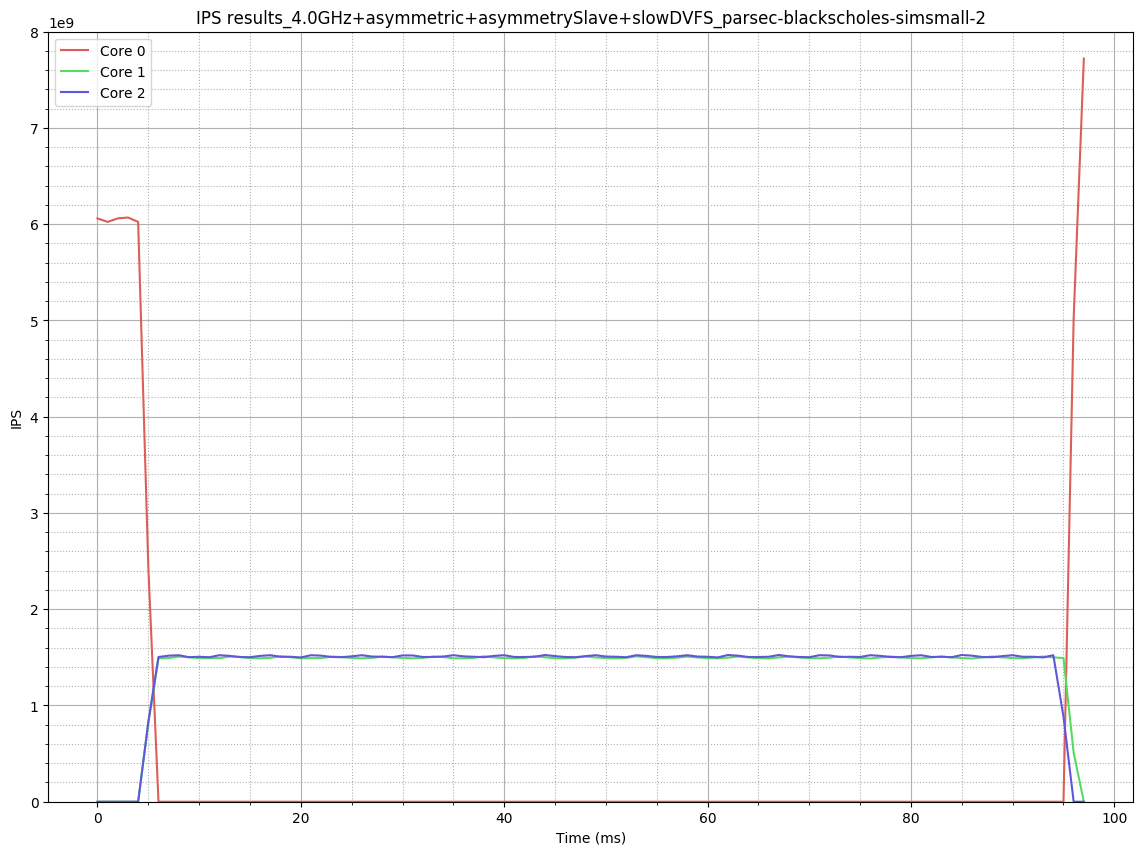 IPS results_4.0GHz+asymmetric+asymmetrySlave+slowDVFS_parsec-blackscholes-simsmall-2
1e9
8
7
6
5
4
3
2
1
0
IPS
Core 0
Core 1
Core 2
0 20 40 60 80 100
Time (ms)